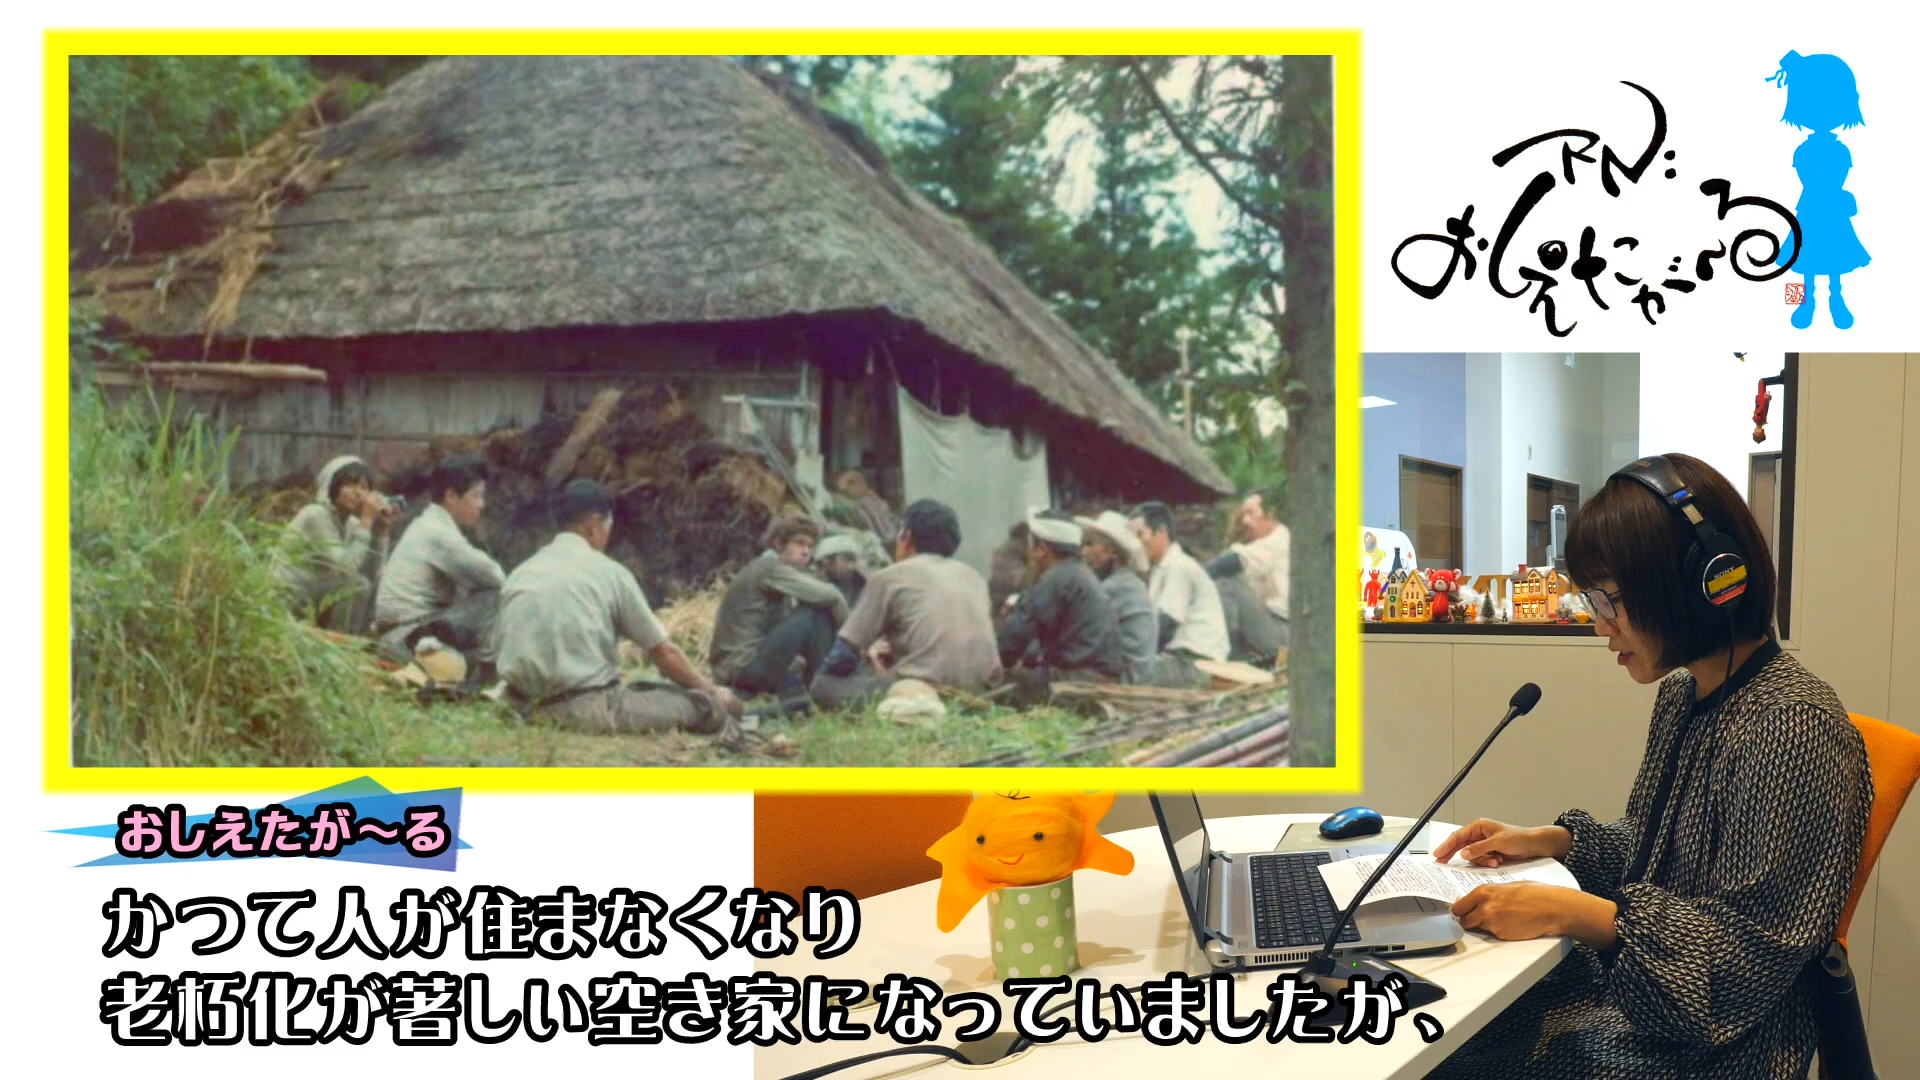 RN:
おしえたが〜る
おしえたが〜る
かつて人が住まなくなり
老朽化が著しい空き家になっていましたが、
SONY